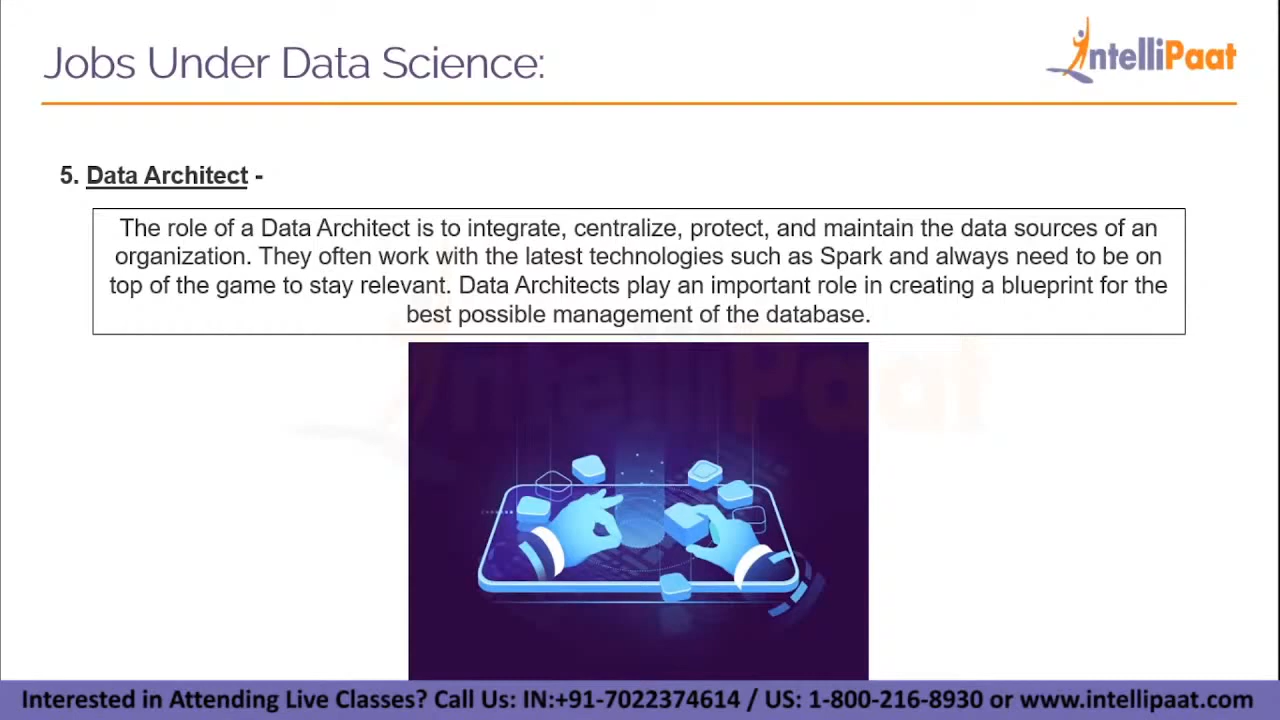 Jobs Under Data Science:
IntelliPaat
5. Data Architect -
The role of a Data Architect is to integrate, centralize, protect, and maintain the data sources of an
organization. They often work with the latest technologies such as Spark and always need to be on
top of the game to stay relevant. Data Architects play an important role in creating a blueprint for the
best possible management of the database.
IntelliPaat
Interested in Attending Live Classes? Call Us: IN:+91-7022374614 / US: 1-800-216-8930 or www.intellipaat.com